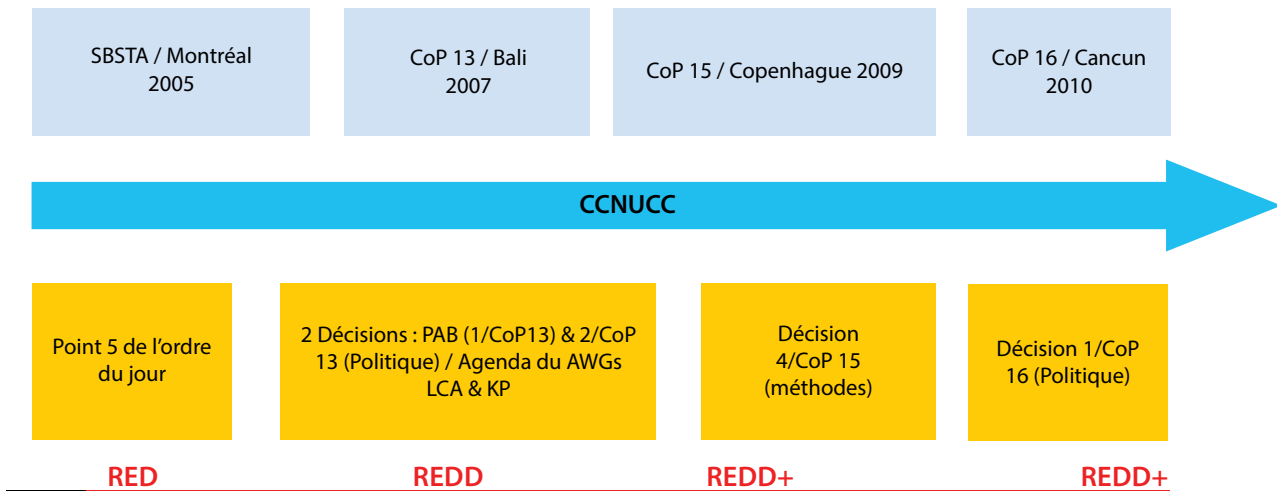 SBSTA / Montréal
2005
CoP 13 / Bali
2007
CoP 15 / Copenhague 2009
CoP 16 / Cancun
2010
CCNUCC
Point 5 de l’ordre
du jour
2 Décisions : PAB (1/CoP13) & 2/CoP
13 (Politique) / Agenda du AWGs
LCA & KP
Décision
4/CoP 15
(méthodes)
Décision 1/CoP
16 (Politique)
RED
REDD
REDD+
REDD+